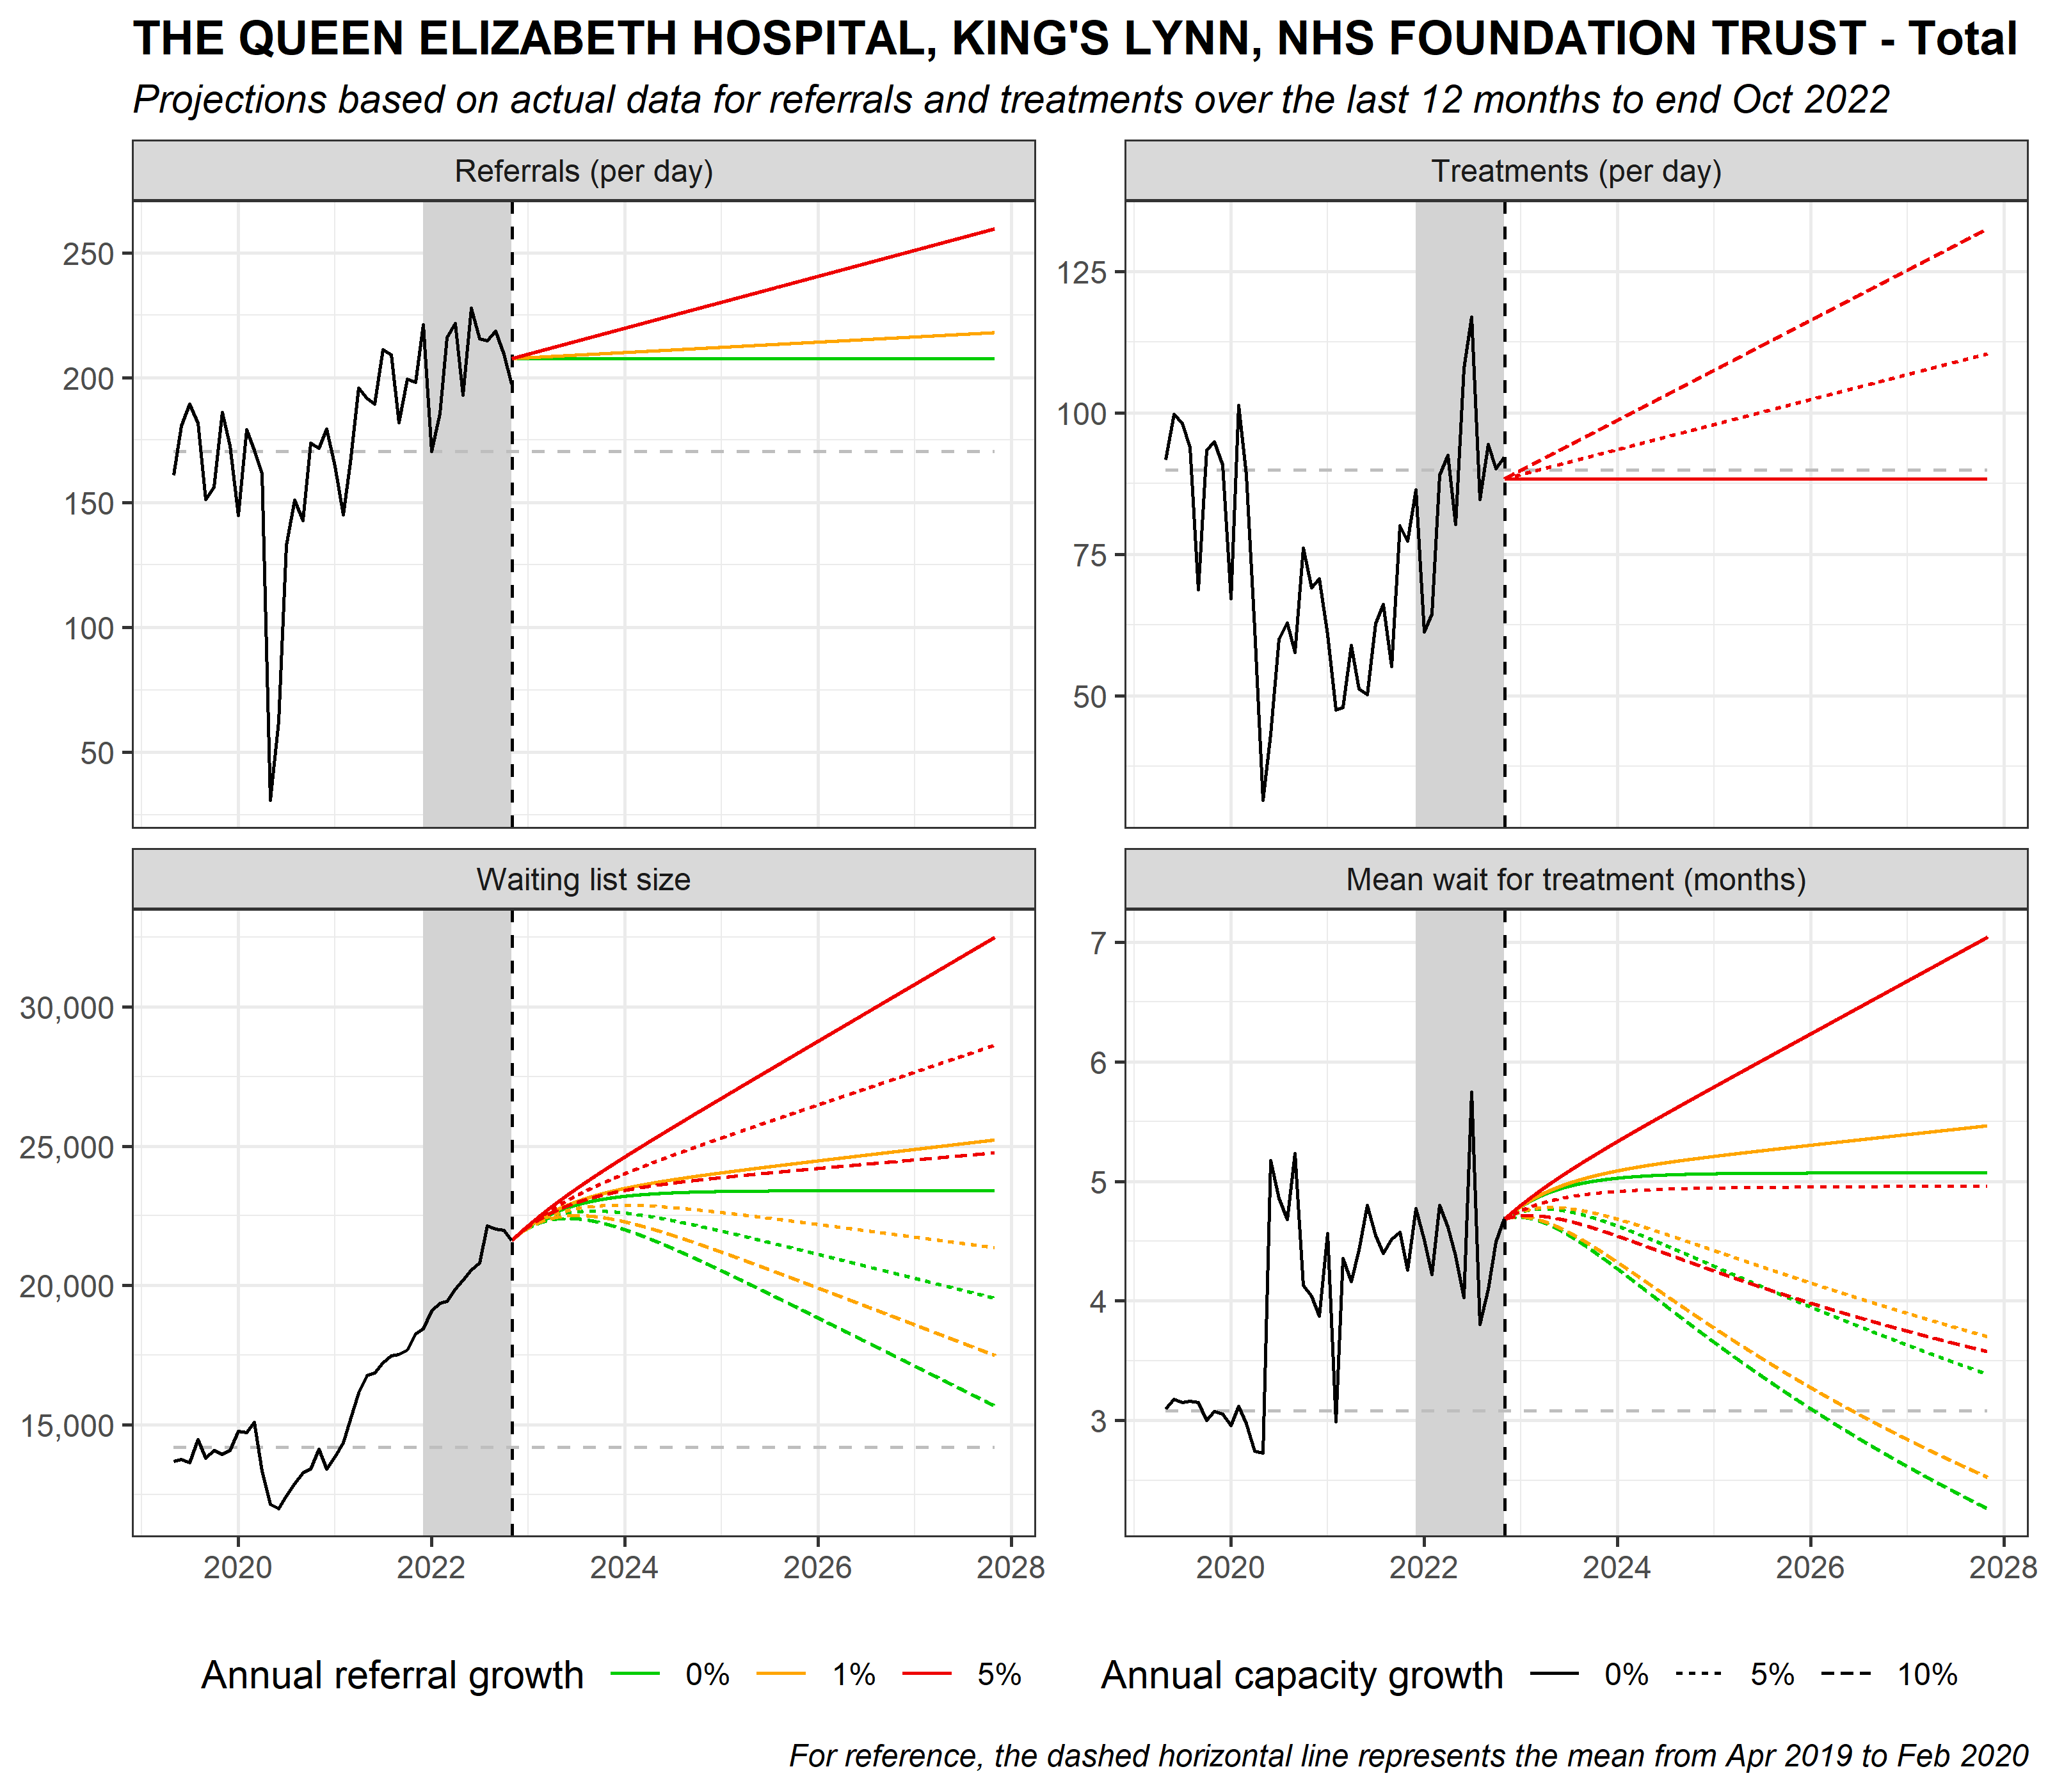 THE QUEEN ELIZABETH HOSPITAL, KING'S LYNN, NHS FOUNDATION TRUST - Total
Projections based on actual data for referrals and treatments over the last 12 months to end Oct 2022
Referrals (per day)
250
200
150
100
50
Treatments (per day)
125
100
75
50
Waiting list size
30,000
25,000
20,000
15,000
2020 2022 2024 2026 2028
Mean wait for treatment (months)
7
6
5
4
3
2020 2022 2024 2026 2028
Annual referral growth 0% 1% 5%
Annual capacity growth 0% 5% 10%
For reference, the dashed horizontal line represents the mean from Apr 2019 to Feb 2020